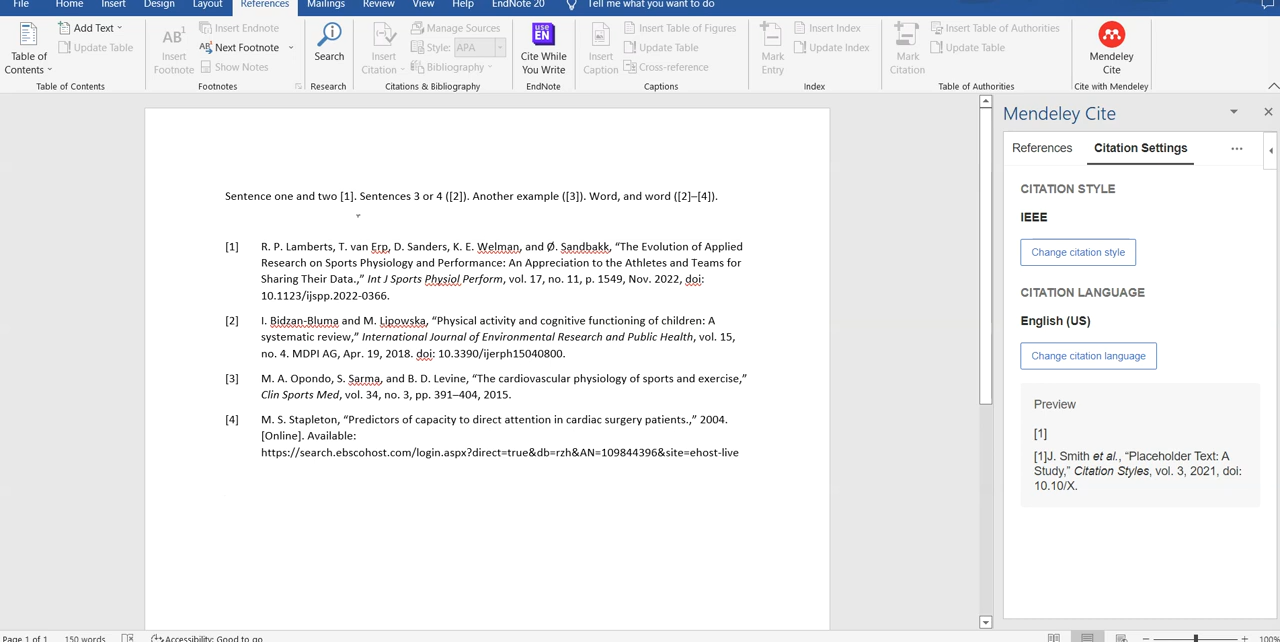 File Home Insert Design Layout References Mailings Review View Help EndNote 20 Tell me what you want to do
Table of Contents
Add Text
Update Table
Table of Contents
AB¹ Insert Footnote
Insert Endnote
Next Footnote
Show Notes
Footnotes
Search
Research
Insert Citation
Manage Sources
Style: APA
Bibliography
Citations & Bibliography
use EN
Cite While You Write
EndNote
Insert Caption
Insert Table of Figures
Update Table
Cross-reference
Captions
Mark Entry
Insert Index
Update Index
Index
Mark Citation
Insert Table of Authorities
Update Table
Table of Authorities
Mendeley Cite
Cite with Mendeley
Sentence one and two [1]. Sentences 3 or 4 ([2]). Another example ([3]). Word, and word ([2]–[4]).
[1] R. P. Lamberts, T. van Erp, D. Sanders, K. E. Welman, and Ø. Sandbakk, “The Evolution of Applied
Research on Sports Physiology and Performance: An Appreciation to the Athletes and Teams for
Sharing Their Data.,” Int J Sports Physiol Perform, vol. 17, no. 11, p. 1549, Nov. 2022, doi:
10.1123/ijspp.2022-0366.
[2] I. Bidzan-Bluma and M. Lipowska, “Physical activity and cognitive functioning of children: A
systematic review,” International Journal of Environmental Research and Public Health, vol. 15,
no. 4. MDPI AG, Apr. 19, 2018. doi: 10.3390/ijerph15040800.
[3] M. A. Opondo, S. Sarma, and B. D. Levine, “The cardiovascular physiology of sports and exercise,”
Clin Sports Med, vol. 34, no. 3, pp. 391–404, 2015.
[4] M. S. Stapleton, “Predictors of capacity to direct attention in cardiac surgery patients.,” 2004.
[Online]. Available:
https://search.ebscohost.com/login.aspx?direct=true&db=rzh&AN=109844396&site=ehost-live
Mendeley Cite
References Citation Settings ...
CITATION STYLE
IEEE
Change citation style
CITATION LANGUAGE
English (US)
Change citation language
Preview
[1]
[1]J. Smith et al., “Placeholder Text: A
Study,” Citation Styles, vol. 3, 2021, doi:
10.10/X.
Page 1 of 1 150 words Accessibility: Good to go 100%